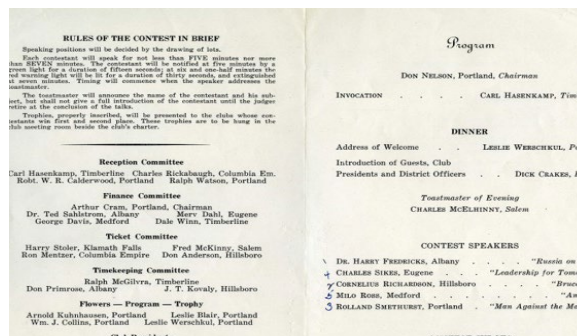 RULES OF THE CONTEST IN BRIEF
Speaking positions will be decided by the drawing of lots.
Each contestant will speak for not less than FIVE minutes nor more
than SEVEN minutes. The contestant will be notified at five minutes by a
green light for a duration of fifteen seconds; at six and one-half minutes the
red warning light will be lit for a duration of thirty seconds, and extinguished
at seven minutes. Timing will commence when the speaker addresses the
toastmaster.
The toastmaster will announce the name of the contestant and his sub-
ject, but shall not give a full introduction of the contestant until the judges
retire at the conclusion of the talks.
Trophies, properly inscribed, will be presented to the clubs whose con-
testants win first and second place. These trophies are to be hung in the
club meeting room beside the club's charter.
Reception Committee
Carl Hasenkamp, Timberline Charles Rickabaugh, Columbia Em.
Robt. W. R. Calderwood, Portland Ralph Watson, Portland
Finance Committee
Arthur Cram, Portland, Chairman
Dr. Ted Sahlstrom, Albany Merv Dahl, Eugene
George Davis, Medford Dale Winn, Timberline
Ticket Committee
Harry Stoler, Klamath Falls Fred McKinny, Salem
Ron Mentzer, Columbia Empire Don Anderson, Hillsboro
Timekeeping Committee
Ralph McGilvra, Timberline
Don Primrose, Albany J. T. Kovaly, Hillsboro
Flowers — Program — Trophy
Arnold Kuhnhausen, Portland Leslie Blair, Portland
Wm. J. Collins, Portland Leslie Werschkul, Portland
Program
DON NELSON, Portland, Chairman
INVOCATION . . . . CARL HASENKAMP, Tim
DINNER
Address of Welcome . . LESLIE WERSCHKUL, Po
Introduction of Guests, Club
Presidents and District Officers . . DICK CRAKES,
Toastmaster of Evening
CHARLES MCELHINNY, Salem
CONTEST SPEAKERS
1 DR. HARRY FREDRICKS, Albany . . . "Russia on
4 CHARLES SIKES, Eugene . . . "Leadership for Tom
2 CORNELIUS RICHARDSON, Hillsboro . . . "Bruc
5 MILO ROSS, Medford . . . . "An
3 ROLLAND SMETHURST, Portland . "Man Against the M